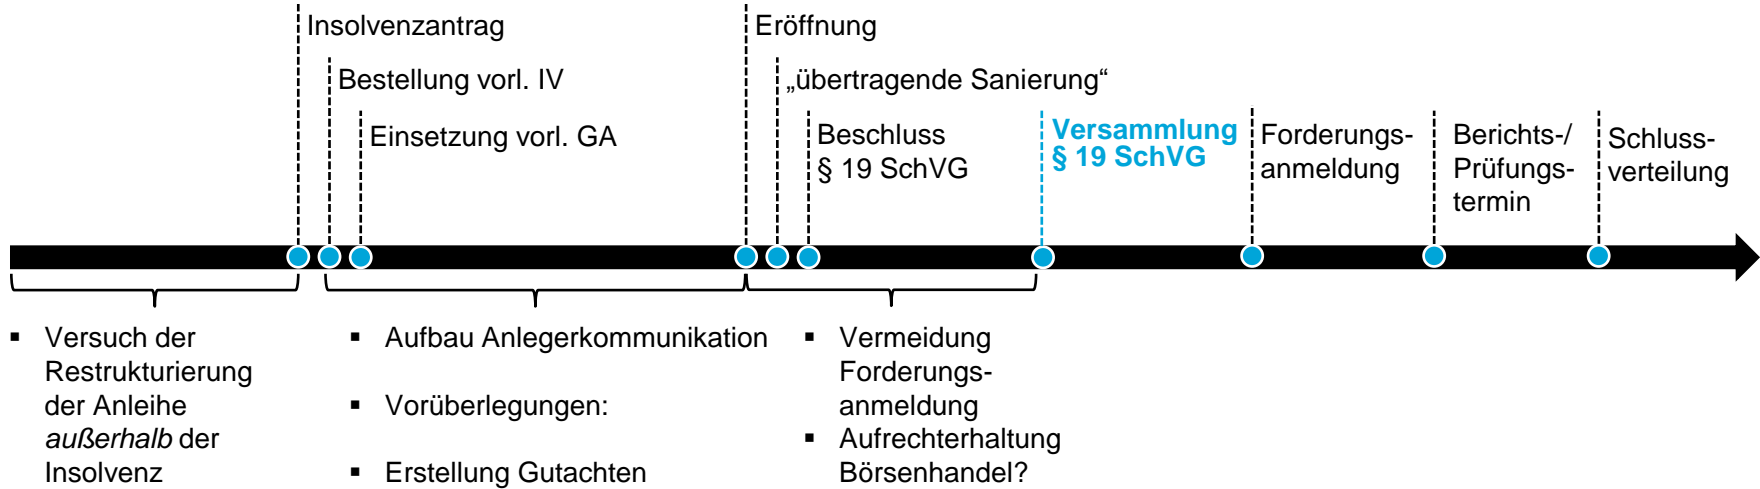 Insolvenzantrag
Bestellung vorl. IV
Einsetzung vorl. GA
Eröffnung
„übertragende Sanierung“
Beschluss
§ 19 SchVG
Versammlung
§ 19 SchVG
Forderungs-
anmeldung
Berichts-/
Prüfungs-
termin
Schluss-
verteilung
▪ Versuch der
Restrukturierung
der Anleihe
außerhalb der
Insolvenz
▪ Aufbau Anlegerkommunikation
▪ Vorüberlegungen:
▪ Erstellung Gutachten
▪ Vermeidung
Forderungs-
anmeldung
▪ Aufrechterhaltung
Börsenhandel?